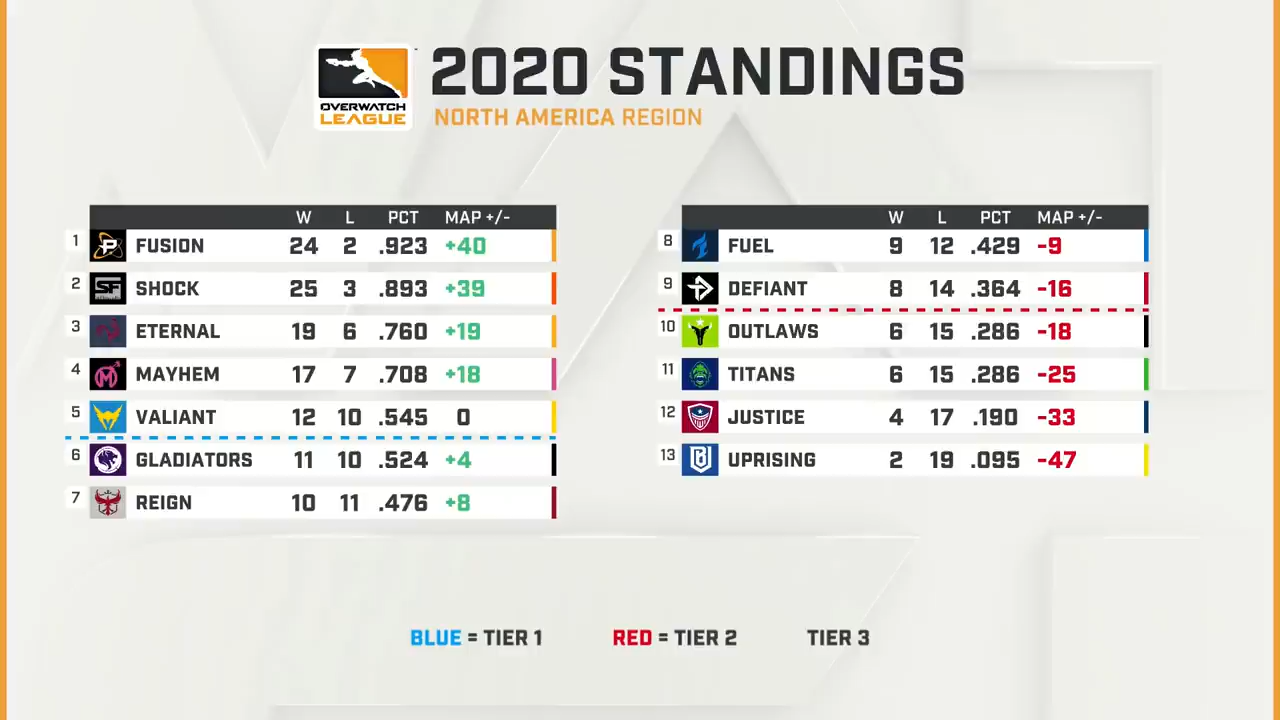 2020 STANDINGS
OVERWATCH
LEAGUE
NORTH AMERICA REGION
W L PCT MAP +/-
1 FUSION 24 2 .923 +40
2 SHOCK 25 3 .893 +39
3 ETERNAL 19 6 .760 +19
4 MAYHEM 17 7 .708 +18
5 VALIANT 12 10 .545 0
6 GLADIATORS 11 10 .524 +4
7 REIGN 10 11 .476 +8
W L PCT MAP +/-
8 FUEL 9 12 .429 -9
9 DEFIANT 8 14 .364 -16
10 OUTLAWS 6 15 .286 -18
11 TITANS 6 15 .286 -25
12 JUSTICE 4 17 .190 -33
13 UPRISING 2 19 .095 -47
BLUE = TIER 1 RED = TIER 2 TIER 3